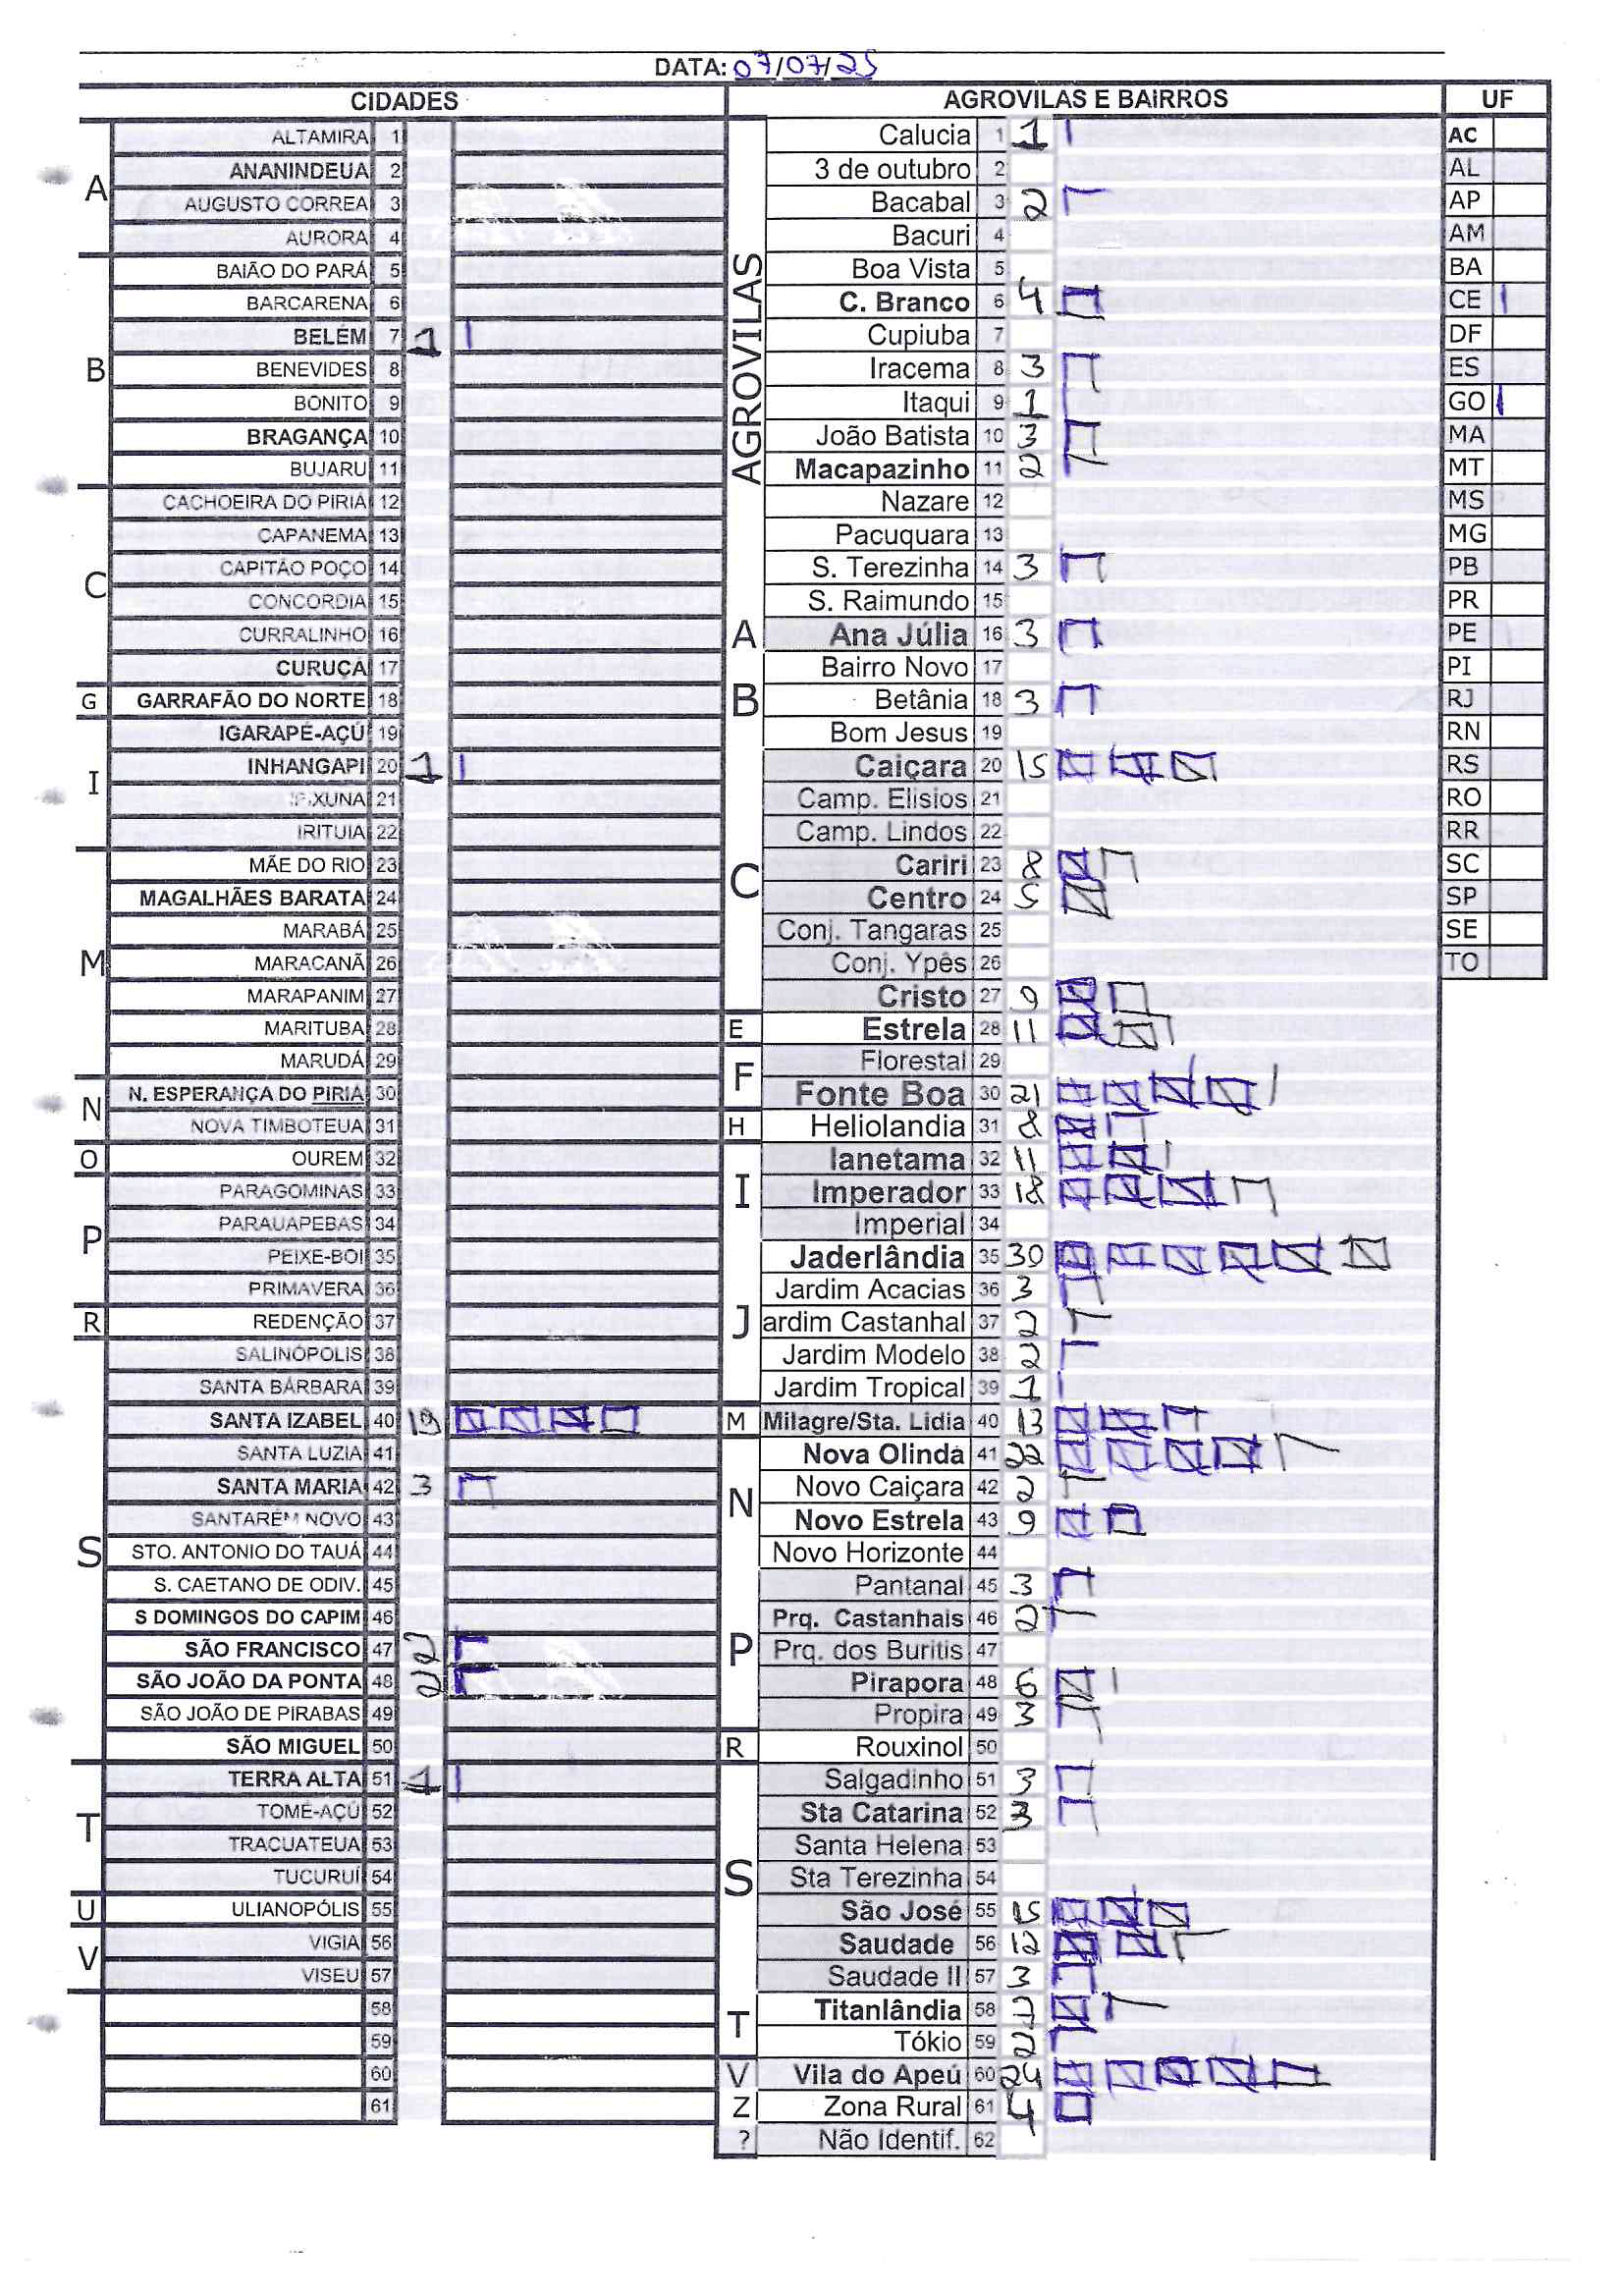 DATA: 07/07/25
CIDADES
A
ALTAMIRA 1
ANANINDEUA 2
AUGUSTO CORREA 3
AURORA 4
B
BAIÃO DO PARÁ 5
BARCARENA 6
BELÉM 7 1
BENEVIDES 8
BONITO 9
BRAGANÇA 10
BUJARU 11
C
CACHOEIRA DO PIRIÁ 12
CAPANEMA 13
CAPITÃO POÇO 14
CONCORDIA 15
CURRALINHO 16
CURUÇÁ 17
G
GARRAFÃO DO NORTE 18
I
IGARAPÉ-AÇÚ 19
INHANGAPI 20 1
XUNA 21
IRITUIA 22
M
MÃE DO RIO 23
MAGALHÃES BARATA 24
MARABÁ 25
MARACANÃ 26
MARAPANIM 27
MARITUBA 28
MARUDÁ 29
N
N. ESPERANÇA DO PIRIÁ 30
NOVA TIMBOTEUA 31
O
OUREM 32
P
PARAGOMINAS 33
PARAUAPEBAS 34
PEIXE-BOI 35
PRIMAVERA 36
R
REDENÇÃO 37
S
SALINÓPOLIS 38
SANTA BÁRBARA 39
SANTA IZABEL 40 19
SANTA LUZIA 41
SANTA MARIA 42 3
SANTARÉM NOVO 43
STO. ANTONIO DO TAUÁ 44
S. CAETANO DE ODIV. 45
S DOMINGOS DO CAPIM 46
SÃO FRANCISCO 47 2
SÃO JOÃO DA PONTA 48 2
SÃO JOÃO DE PIRABAS 49
SÃO MIGUEL 50
T
TERRA ALTA 51 1
TOMÉ-AÇÚ 52
TRACUATEUA 53
TUCURUÍ 54
U
ULIANOPÓLIS 55
V
VIGIA 56
VISEU 57
58
59
60
61
AGROVILAS E BAIRROS
AGROVILAS
Calucia 1 1
3 de outubro 2
Bacabal 3 2
Bacuri 4
Boa Vista 5
C. Branco 6 4
Cupiuba 7
Iracema 8 3
Itaqui 9 1
João Batista 10 3
Macapazinho 11 2
Nazare 12
Pacuquara 13
S. Terezinha 14 3
S. Raimundo 15
A
Ana Júlia 16 3
B
Bairro Novo 17
Betânia 18 3
Bom Jesus 19
C
Caiçara 20 15
Camp. Elisios 21
Camp. Lindos 22
Cariri 23 8
Centro 24 5
Conj. Tangaras 25
Conj. Ypês 26
Cristo 27 9
E
Estrela 28 11
F
Florestal 29
Fonte Boa 30 21
H
Heliolandia 31 8
I
Ianetama 32 11
Imperador 33 18
Imperial 34
J
Jaderlândia 35 30
Jardim Acacias 36 3
ardim Castanhal 37 2
Jardim Modelo 38 2
Jardim Tropical 39 1
M
Milagre/Sta. Lidia 40 13
N
Nova Olinda 41 22
Novo Caiçara 42 2
Novo Estrela 43 9
Novo Horizonte 44
P
Pantanal 45 3
Prq. Castanhais 46 2
Prq. dos Buritis 47
Pirapora 48 6
Propira 49 3
R
Rouxinol 50
S
Salgadinho 51 3
Sta Catarina 52 3
Santa Helena 53
Sta Terezinha 54
São José 55 15
Saudade 56 12
Saudade II 57 3
T
Titanlândia 58 7
Tókio 59 2
V
Vila do Apeú 60 24
Z
Zona Rural 61 4
?
Não Identif. 62
UF
AC
AL
AP
AM
BA
CE
DF
ES
GO
MA
MT
MS
MG
PB
PR
PE
PI
RJ
RN
RS
RO
RR
SC
SP
SE
TO